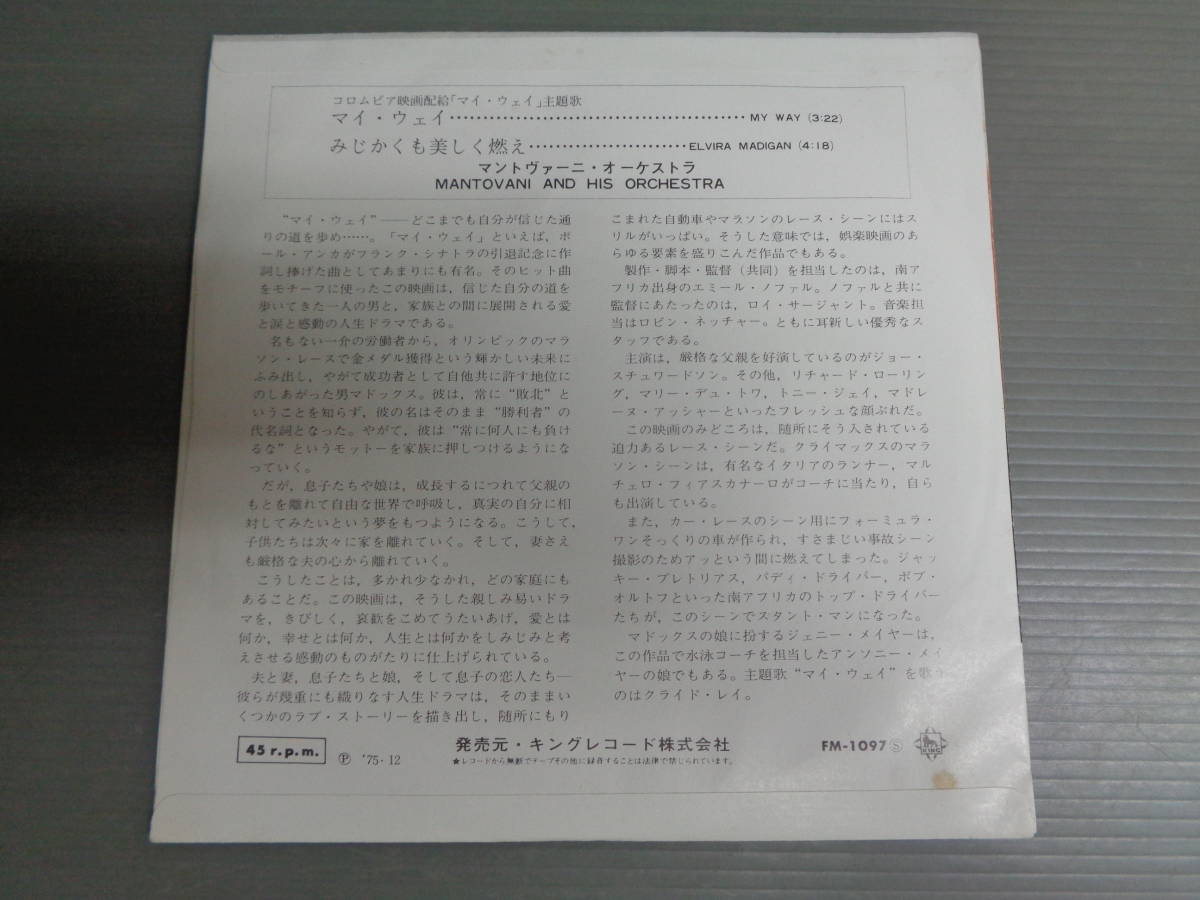 コロムビア映画配給「マイ・ウェイ」主題歌
マイ・ウェイ……………………………………… MY WAY (3:22)
みじかくも美しく燃え…………………… ELVIRA MADIGAN (4:18)
マントヴァーニ・オーケストラ
MANTOVANI AND HIS ORCHESTRA
“マイ・ウェイ”——どこまでも自分が信じた通
りの道を歩め……。「マイ・ウェイ」といえば，ポ
ール・アンカがフランク・シナトラの引退記念に作
詞し捧げた曲としてあまりにも有名。そのヒット曲
をモチーフに使ったこの映画は，信じた自分の道を
歩いてきた一人の男と，家族との間に展開される愛
と涙と感動の人生ドラマである。
名もない一介の労働者から，オリンピックのマラ
ソン・レースで金メダル獲得という輝かしい未来に
ふみ出し，やがて成功者として自他共に許す地位に
のしあがった男マドックス。彼は，常に“敗北”と
いうことを知らず，彼の名はそのまま“勝利者”の
代名詞となった。やがて，彼は“常に何人にも負け
るな”というモットーを家族に押しつけるようにな
っていく。
だが，息子たちや娘は，成長するにつれて父親の
もとを離れて自由な世界で呼吸し，真実の自分に相
対してみたいという夢をもつようになる。こうして，
子供たちは次々に家を離れていく。そして，妻さえ
も厳格な夫の心から離れていく。
こうしたことは，多かれ少なかれ，どの家庭にも
あることだ。この映画は，そうした親しみ易いドラ
マを，きびしく，哀歓をこめてうたいあげ，愛とは
何か，幸せとは何か，人生とは何かをしみじみと考
えさせる感動のものがたりに仕上げられている。
夫と妻，息子たちと娘，そして息子の恋人たち—
彼らが幾重にも織りなす人生ドラマは，そのままい
くつかのラブ・ストーリーを描き出し，随所にもり
こまれた自動車やマラソンのレース・シーンにはス
リルがいっぱい。そうした意味では，娯楽映画のあ
らゆる要素を盛りこんだ作品でもある。
製作・脚本・監督（共同）を担当したのは，南ア
フリカ出身のエミール・ノファル。ノファルと共に
監督にあたったのは，ロイ・サージャント。音楽担
当はロビン・ネッチャー。ともに耳新しい優秀なス
タッフである。
主演は，厳格な父親を好演しているのがジョー・
スチュワードソン。その他，リチャード・ローリン
グ，マリー・デュ・トワ，トニー・ジェイ，マドレ
ーヌ・アッシャーといったフレッシュな顔ぶれだ。
この映画のみどころは，随所にそう入されている
迫力あるレース・シーンだ。クライマックスのマラ
ソン・シーンは，有名なイタリアのランナー，マル
チェロ・フィアスカナーロがコーチに当たり，自ら
も出演している。
また，カー・レースのシーン用にフォーミュラ・
ワンそっくりの車が作られ，すさまじい事故シーン
撮影のためアッという間に燃えてしまった。ジャッ
キー・プレトリアス，パディ・ドライバー，ボブ・
オルトフといった南アフリカのトップ・ドライバー
たちが，このシーンでスタント・マンになった。
マドックスの娘に扮するジェニー・メイヤーは，
この作品で水泳コーチを担当したアンソニー・メイ
ヤーの娘でもある。主題歌“マイ・ウェイ”を歌う
のはクライド・レイ。
45 r.p.m.
Ⓟ '75・12
発売元・キングレコード株式会社
★レコードから無断でテープその他に録音することは法律で禁じられています。
FM-1097 Ⓢ
KING